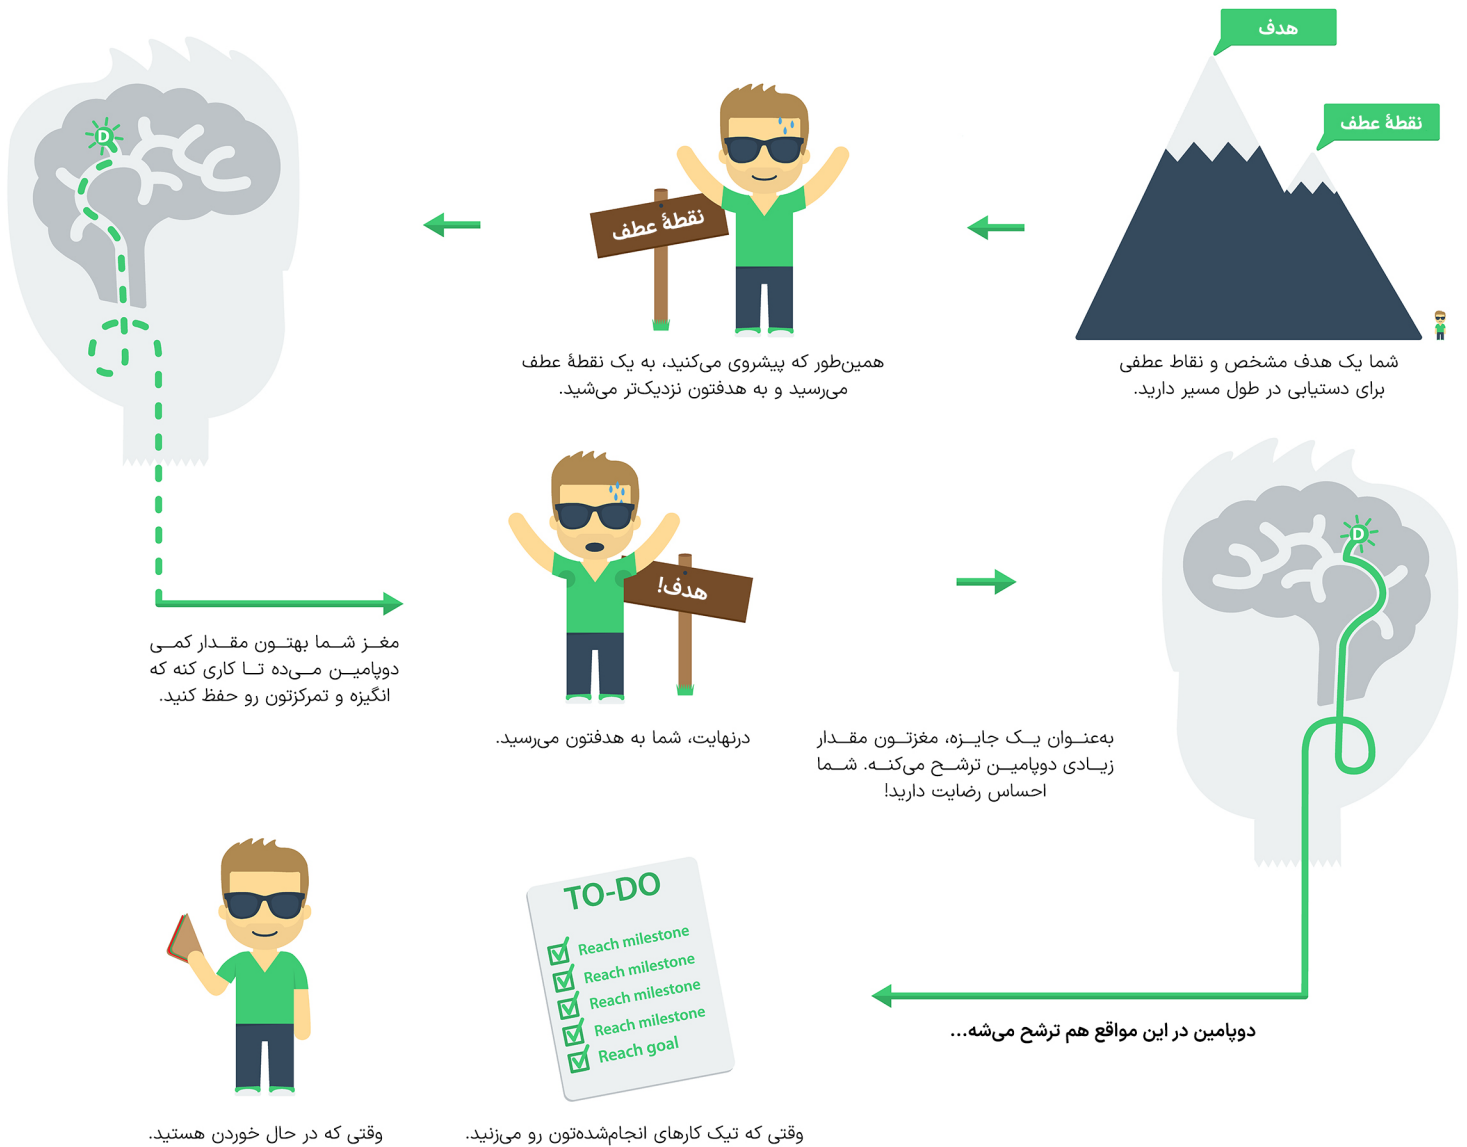 هدف
نقطهٔ عطف
شما یک هدف مشخص و نقاط عطفی
برای دستیابی در طول مسیر دارید.
نقطهٔ عطف
همین‌طور که پیشروی می‌کنید، به یک نقطهٔ عطف
می‌رسید و به هدفتون نزدیک‌تر می‌شید.
D
مغز شما بهتون مقدار کمی
دوپامین می‌ده تا کاری کنه که
انگیزه و تمرکزتون رو حفظ کنید.
هدف!
درنهایت، شما به هدفتون می‌رسید.
D
به‌عنوان یک جایزه، مغزتون مقدار
زیادی دوپامین ترشح می‌کنه. شما
احساس رضایت دارید!
دوپامین در این مواقع هم ترشح می‌شه...
TO-DO
Reach milestone
Reach milestone
Reach milestone
Reach milestone
Reach goal
وقتی که تیک کارهای انجام‌شده‌تون رو می‌زنید.
وقتی که در حال خوردن هستید.